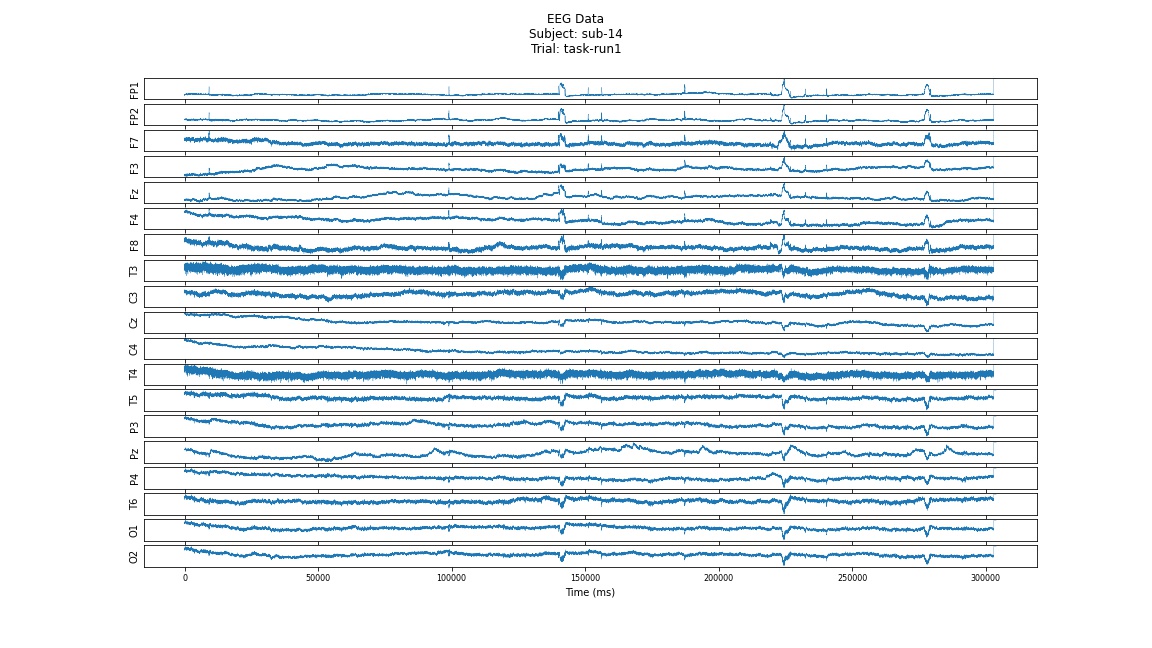 EEG Data
Subject: sub-14
Trial: task-run1
FP1
FP2
F7
F3
Fz
F4
F8
T3
C3
Cz
C4
T4
T5
P3
Pz
P4
T6
O1
O2
0 50000 100000 150000 200000 250000 300000
Time (ms)